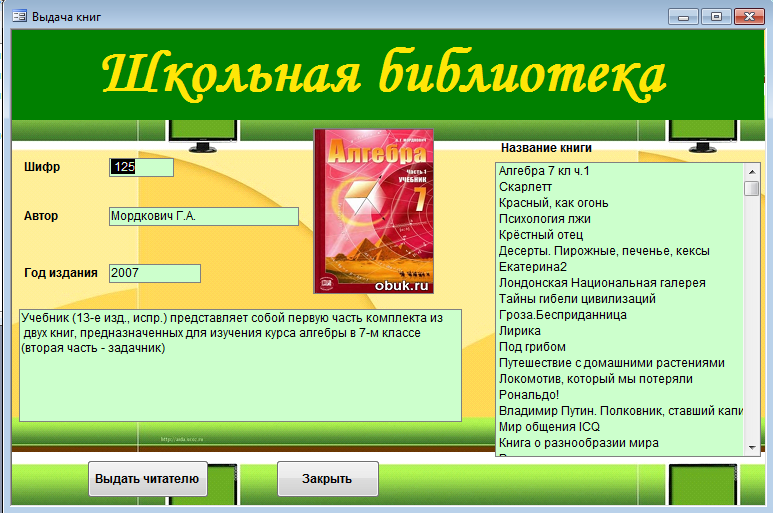 Выдача книг
Школьная библиотека
Шифр
125
Автор
Мордкович Г.А.
Год издания
2007
Алгебра
Часть 1
УЧЕБНИК
7
obuk.ru
Учебник (13-е изд., испр.) представляет собой первую часть комплекта из
двух книг, предназначенных для изучения курса алгебры в 7-м классе
(вторая часть - задачник)
Название книги
Алгебра 7 кл ч.1
Скарлетт
Красный, как огонь
Психология лжи
Крёстный отец
Десерты. Пирожные, печенье, кексы
Екатерина2
Лондонская Национальная галерея
Тайны гибели цивилизаций
Гроза.Бесприданница
Лирика
Под грибом
Путешествие с домашними растениями
Локомотив, который мы потеряли
Рональдо!
Владимир Путин. Полковник, ставший капи
Мир общения ICQ
Книга о разнообразии мира
Выдать читателю
Закрыть